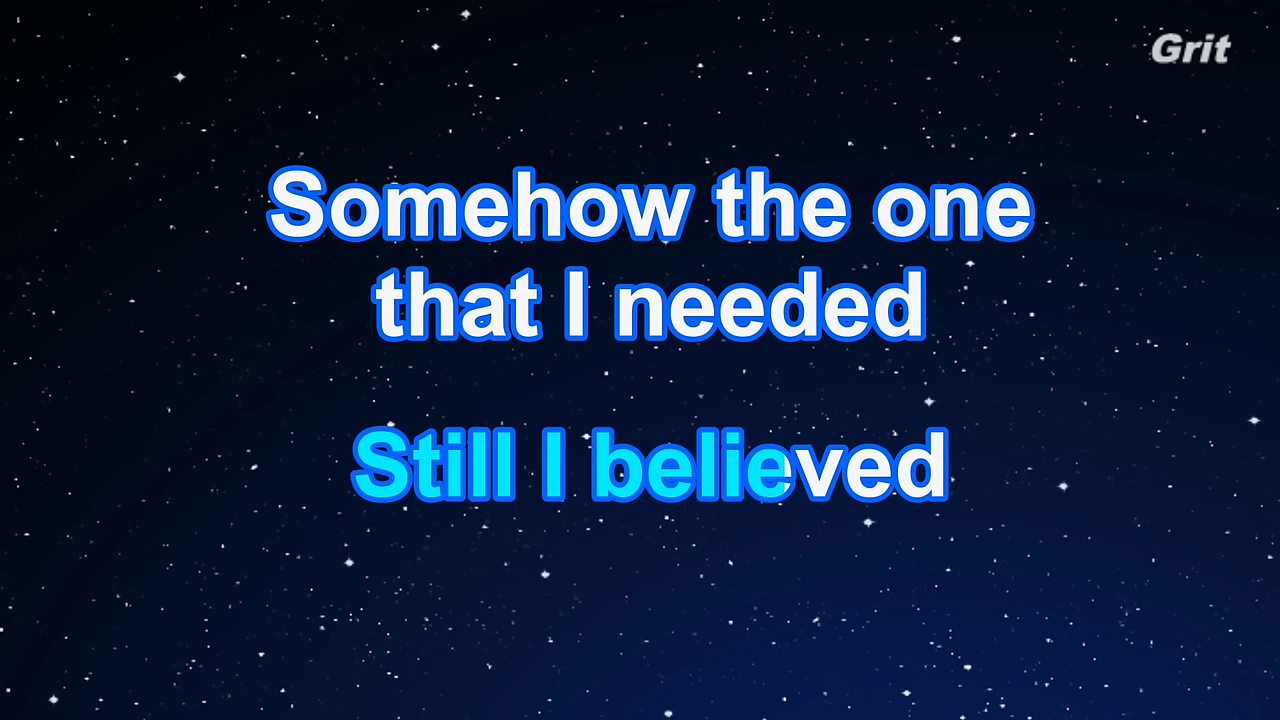 Grit
Somehow the one
that I needed
Still I believed